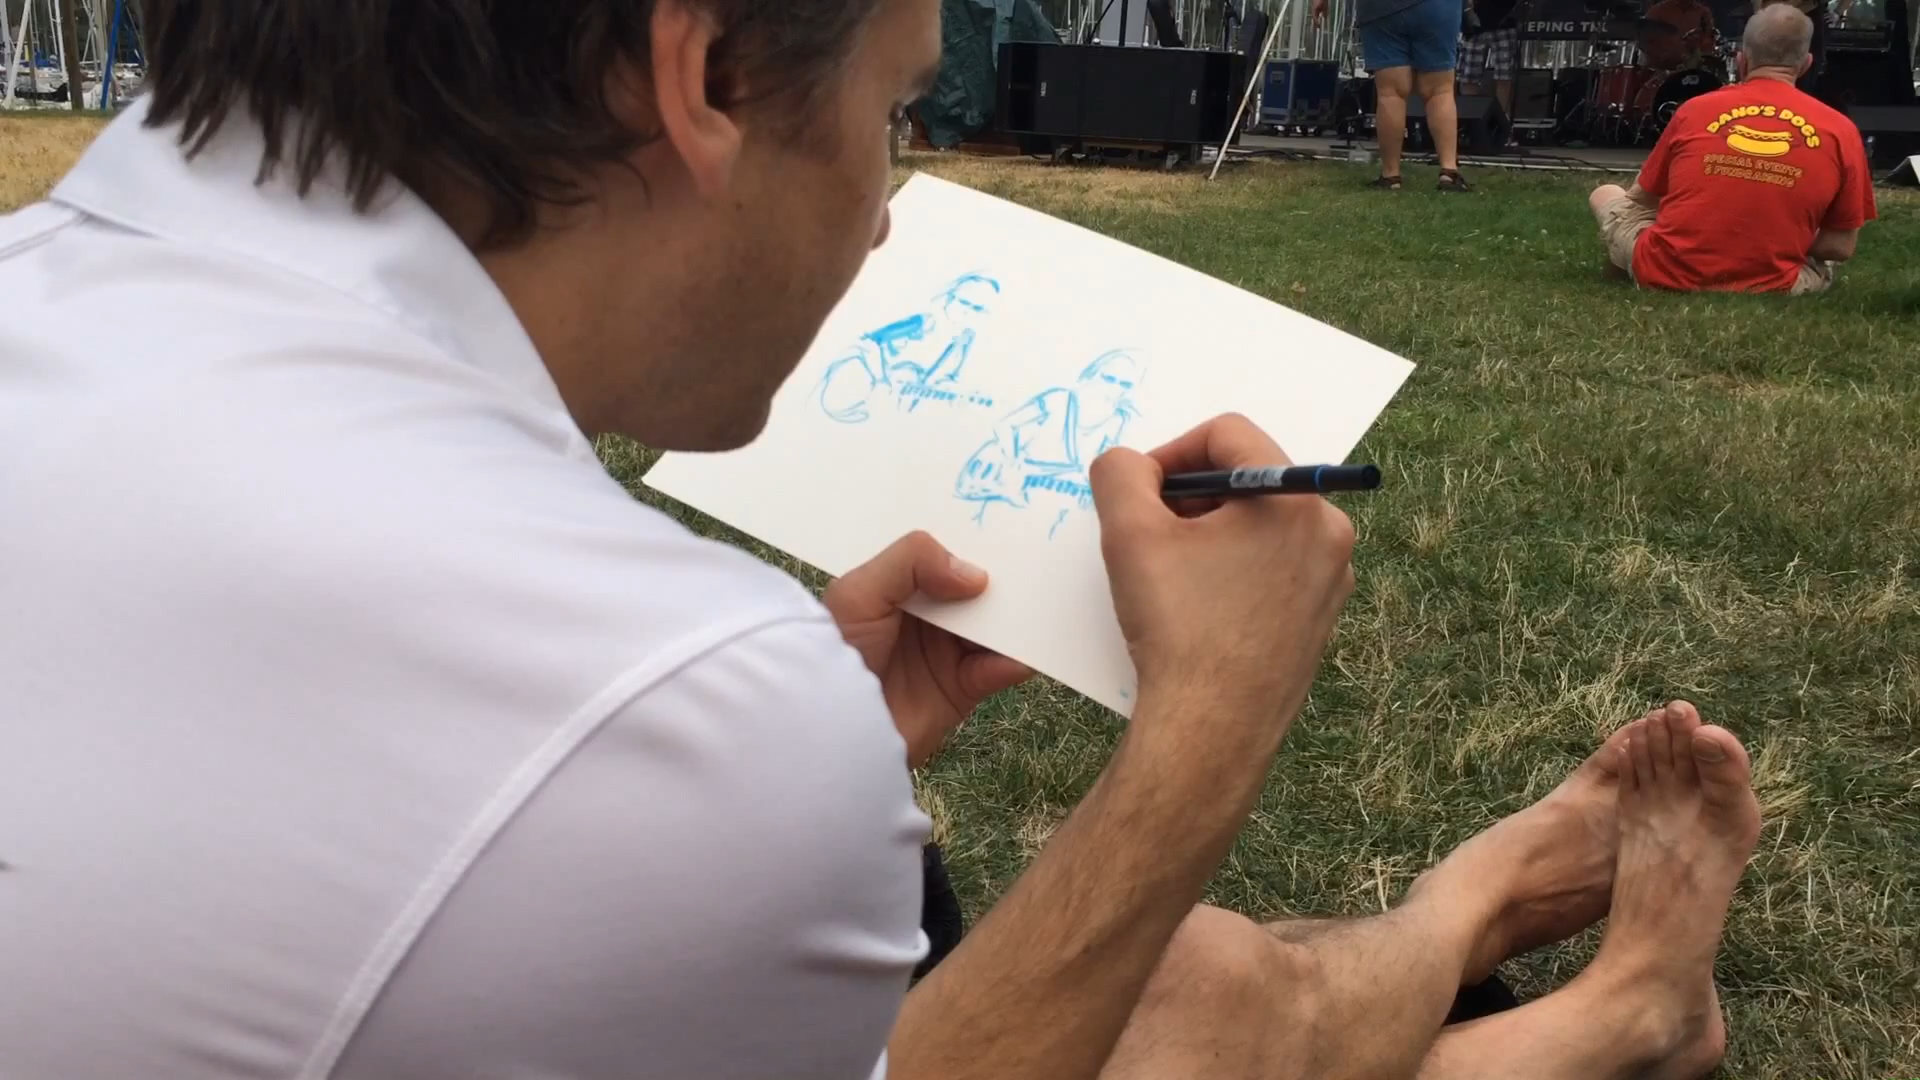 EPING TH
DANO'S DOGS
SPECIAL EVENTS
& FUNDRAISING